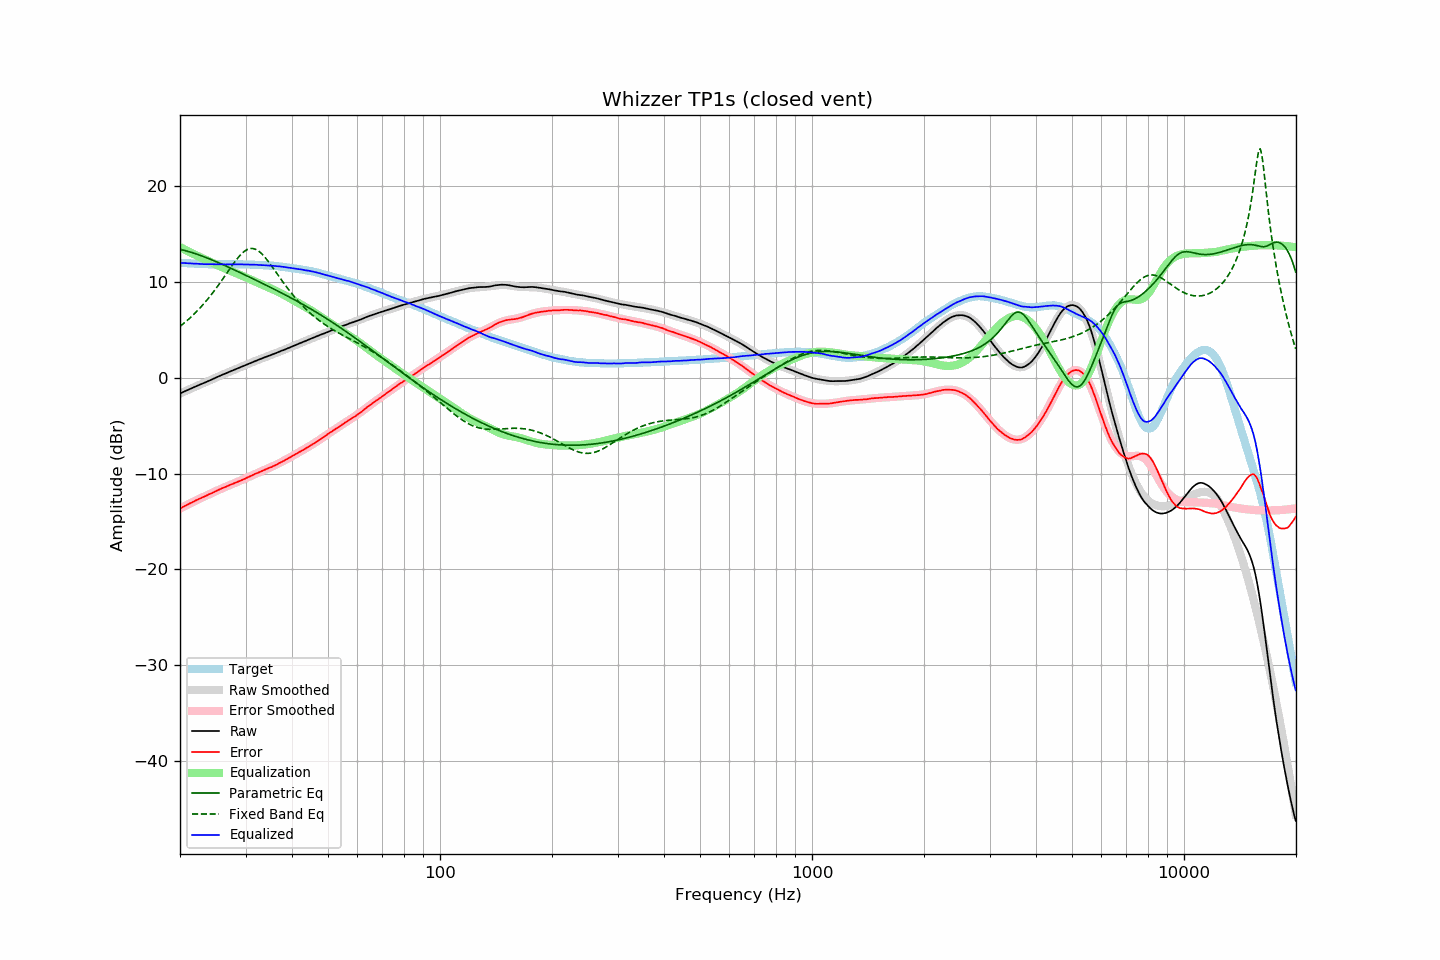 Whizzer TP1s (closed vent)
Amplitude (dBr)
20
10
0
−10
−20
−30
−40
Target
Raw Smoothed
Error Smoothed
Raw
Error
Equalization
Parametric Eq
Fixed Band Eq
Equalized
100 1000 10000
Frequency (Hz)